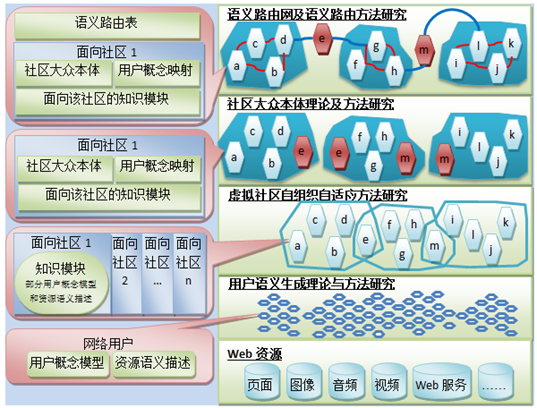 语义路由表
面向社区 1
社区大众本体
用户概念映射
面向该社区的知识模块
面向社区 1
社区大众本体
用户概念映射
面向该社区的知识模块
面向社区 1
知识模块
部分用户概念模型
和资源语义描述
面向
社区
2
面向
社区
...
面向
社区
n
网络用户
用户概念模型
资源语义描述
语义路由网及语义路由方法研究
a
c
d
b
e
f
g
h
m
i
l
k
j
社区大众本体理论及方法研究
a
c
d
b
e
e
f
h
g
m
m
i
l
k
j
虚拟社区自组织自适应方法研究
a
c
d
b
e
f
h
g
m
i
l
k
j
用户语义生成理论与方法研究
Web 资源
页面
图像
音频
视频
Web 服务
……